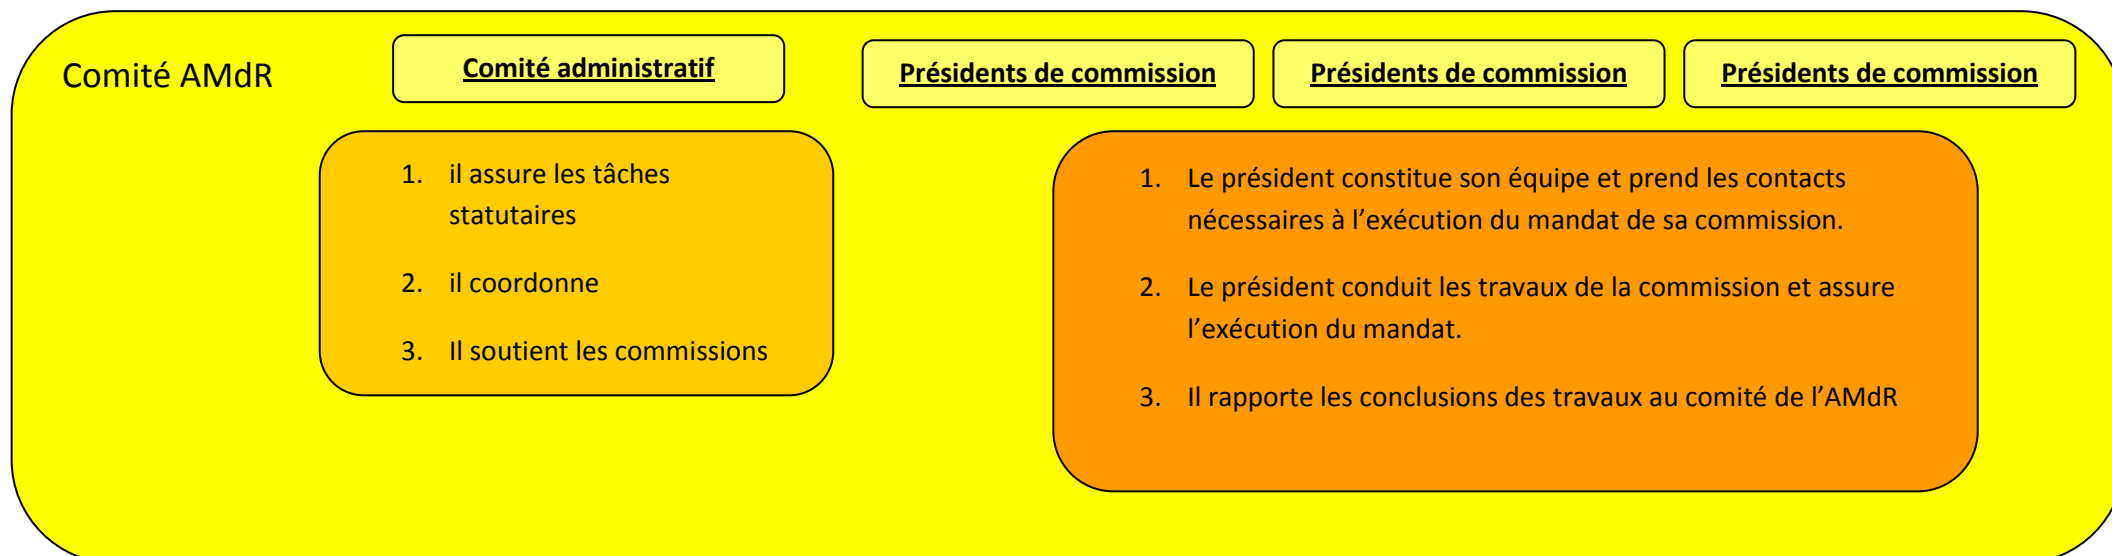 Comité AMdR
Comité administratif
Présidents de commission
Présidents de commission
Présidents de commission
1. il assure les tâches
statutaires
2. il coordonne
3. Il soutient les commissions
1. Le président constitue son équipe et prend les contacts
nécessaires à l’exécution du mandat de sa commission.
2. Le président conduit les travaux de la commission et assure
l’exécution du mandat.
3. Il rapporte les conclusions des travaux au comité de l’AMdR